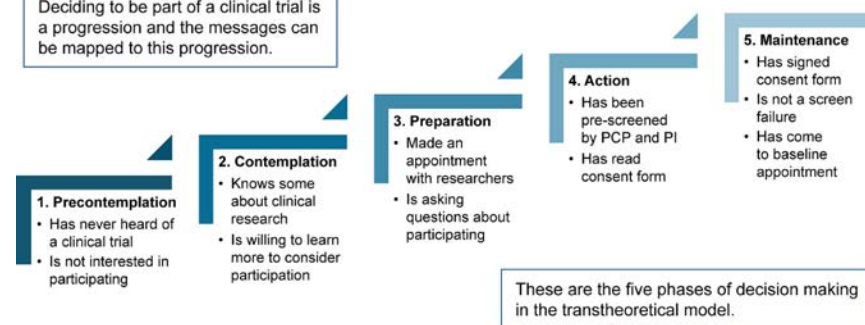 Deciding to be part of a clinical trial is
a progression and the messages can
be mapped to this progression.
1. Precontemplation
• Has never heard of
a clinical trial
• Is not interested in
participating
2. Contemplation
• Knows some
about clinical
research
• Is willing to learn
more to consider
participation
3. Preparation
• Made an
appointment
with researchers
• Is asking
questions about
participating
4. Action
• Has been
pre-screened
by PCP and PI
• Has read
consent form
5. Maintenance
• Has signed
consent form
• Is not a screen
failure
• Has come
to baseline
appointment
These are the five phases of decision making
in the transtheoretical model.